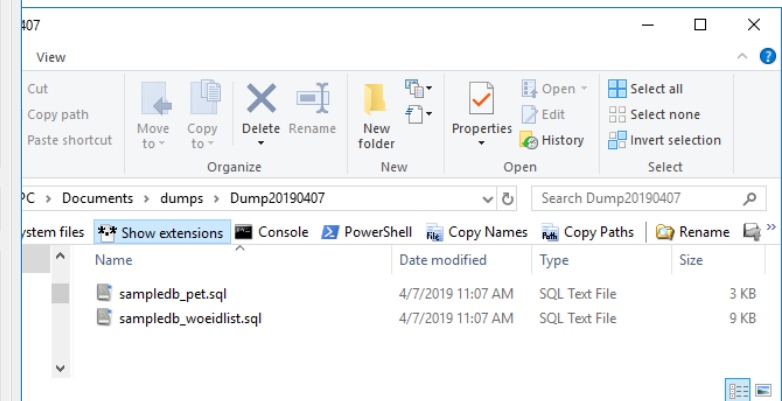 407
View
Cut
Copy path
Paste shortcut
Move to
Copy to
Delete
Rename
New folder
Properties
Open
Edit
History
Select all
Select none
Invert selection
Organize
New
Open
Select
PC > Documents > dumps > Dump20190407
Search Dump20190407
ystem files *.* Show extensions Console PowerShell File Copy Names Path Copy Paths Rename »
Name Date modified Type Size
sampledb_pet.sql 4/7/2019 11:07 AM SQL Text File 3 KB
sampledb_woeidlist.sql 4/7/2019 11:07 AM SQL Text File 9 KB